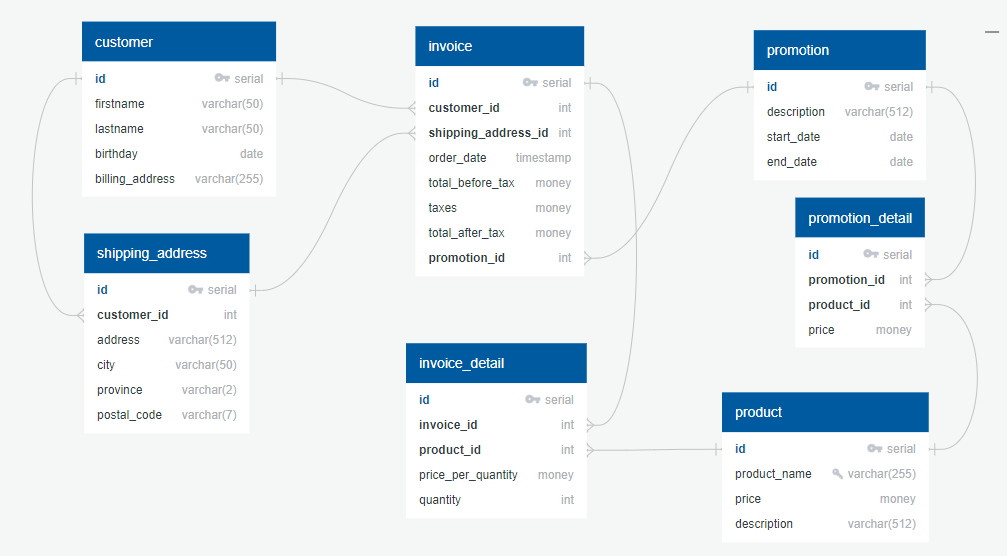 customer
id serial
firstname varchar(50)
lastname varchar(50)
birthday date
billing_address varchar(255)
shipping_address
id serial
customer_id int
address varchar(512)
city varchar(50)
province varchar(2)
postal_code varchar(7)
invoice
id serial
customer_id int
shipping_address_id int
order_date timestamp
total_before_tax money
taxes money
total_after_tax money
promotion_id int
invoice_detail
id serial
invoice_id int
product_id int
price_per_quantity money
quantity int
promotion
id serial
description varchar(512)
start_date date
end_date date
promotion_detail
id serial
promotion_id int
product_id int
price money
product
id serial
product_name varchar(255)
price money
description varchar(512)